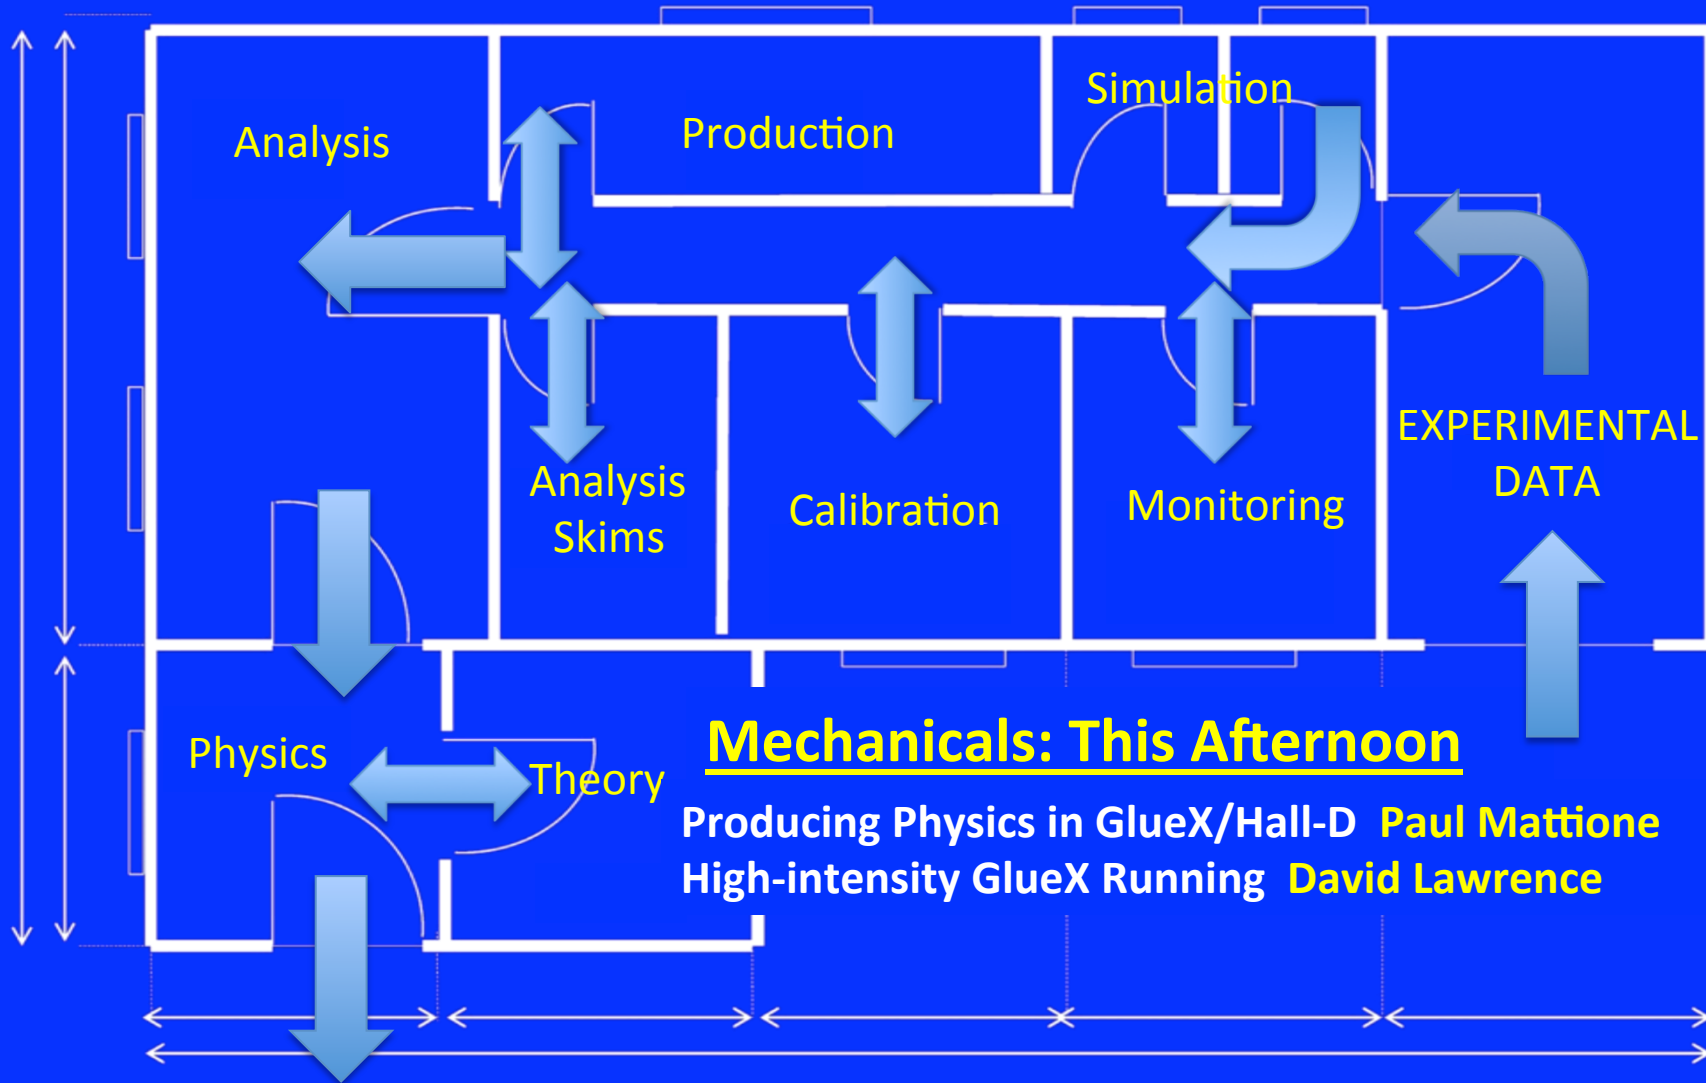 Simulation
Production
Analysis
EXPERIMENTAL
DATA
Analysis
Skims
Calibration
Monitoring
Physics
Theory
Mechanicals: This Afternoon
Producing Physics in GlueX/Hall-D Paul Mattione
High-intensity GlueX Running David Lawrence